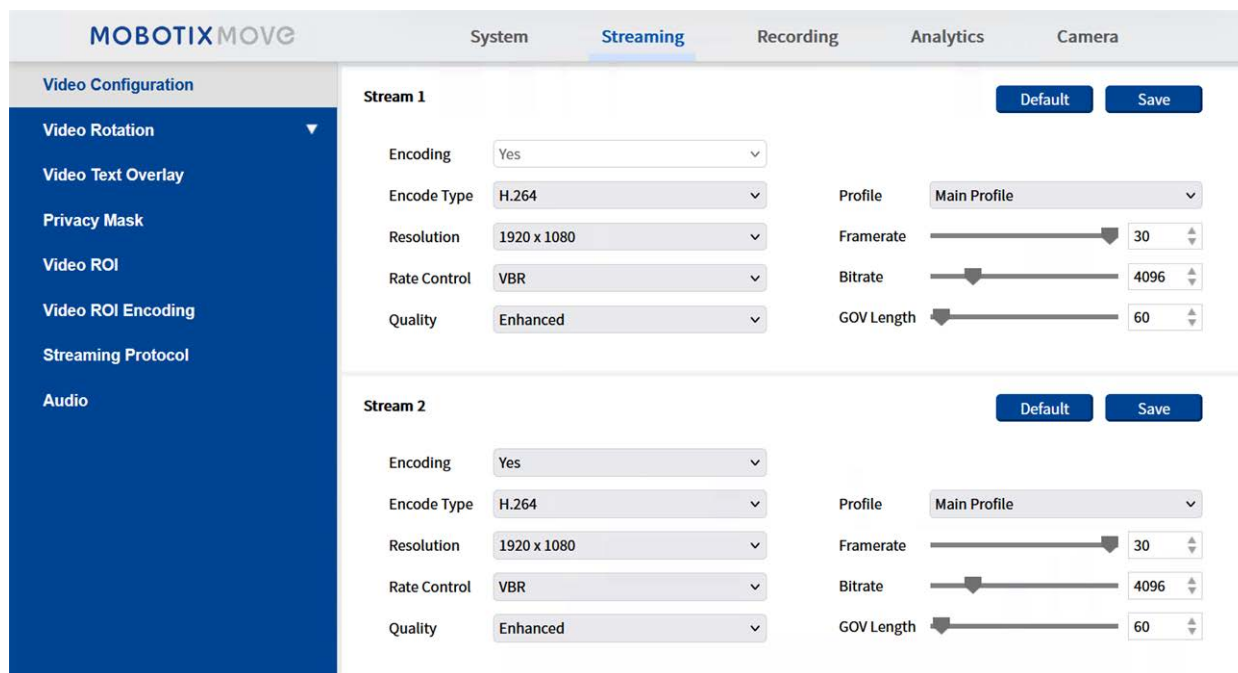 MOBOTIXMOVE
System Streaming Recording Analytics Camera
Video Configuration
Video Rotation
Video Text Overlay
Privacy Mask
Video ROI
Video ROI Encoding
Streaming Protocol
Audio
Stream 1 Default Save
Encoding Yes
Encode Type H.264 Profile Main Profile
Resolution 1920 x 1080 Framerate 30
Rate Control VBR Bitrate 4096
Quality Enhanced GOV Length 60
Stream 2 Default Save
Encoding Yes
Encode Type H.264 Profile Main Profile
Resolution 1920 x 1080 Framerate 30
Rate Control VBR Bitrate 4096
Quality Enhanced GOV Length 60